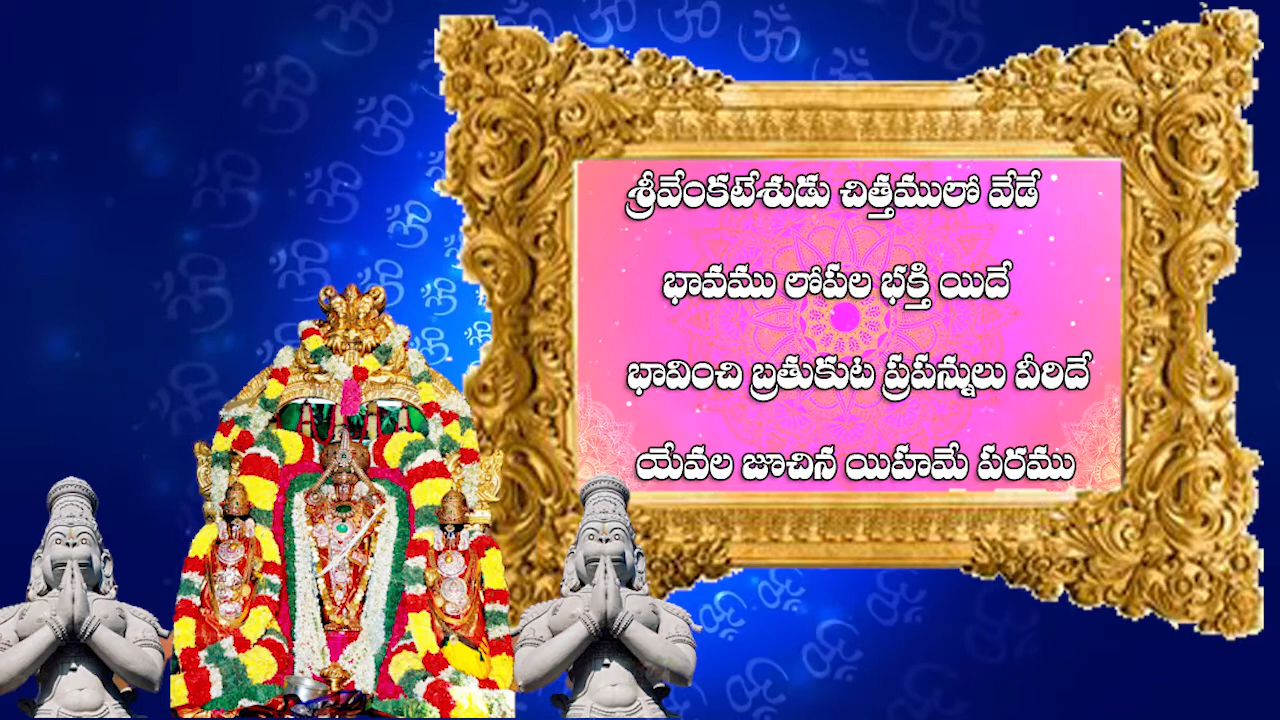 శ్రీవేంకటేశుడు చిత్తములో వేడే
భావము లోపల భక్తి యిదే
భావించి బ్రతుకుట ప్రపన్నులు వీరిదే
యేవల జూచిన యిహమే పరము